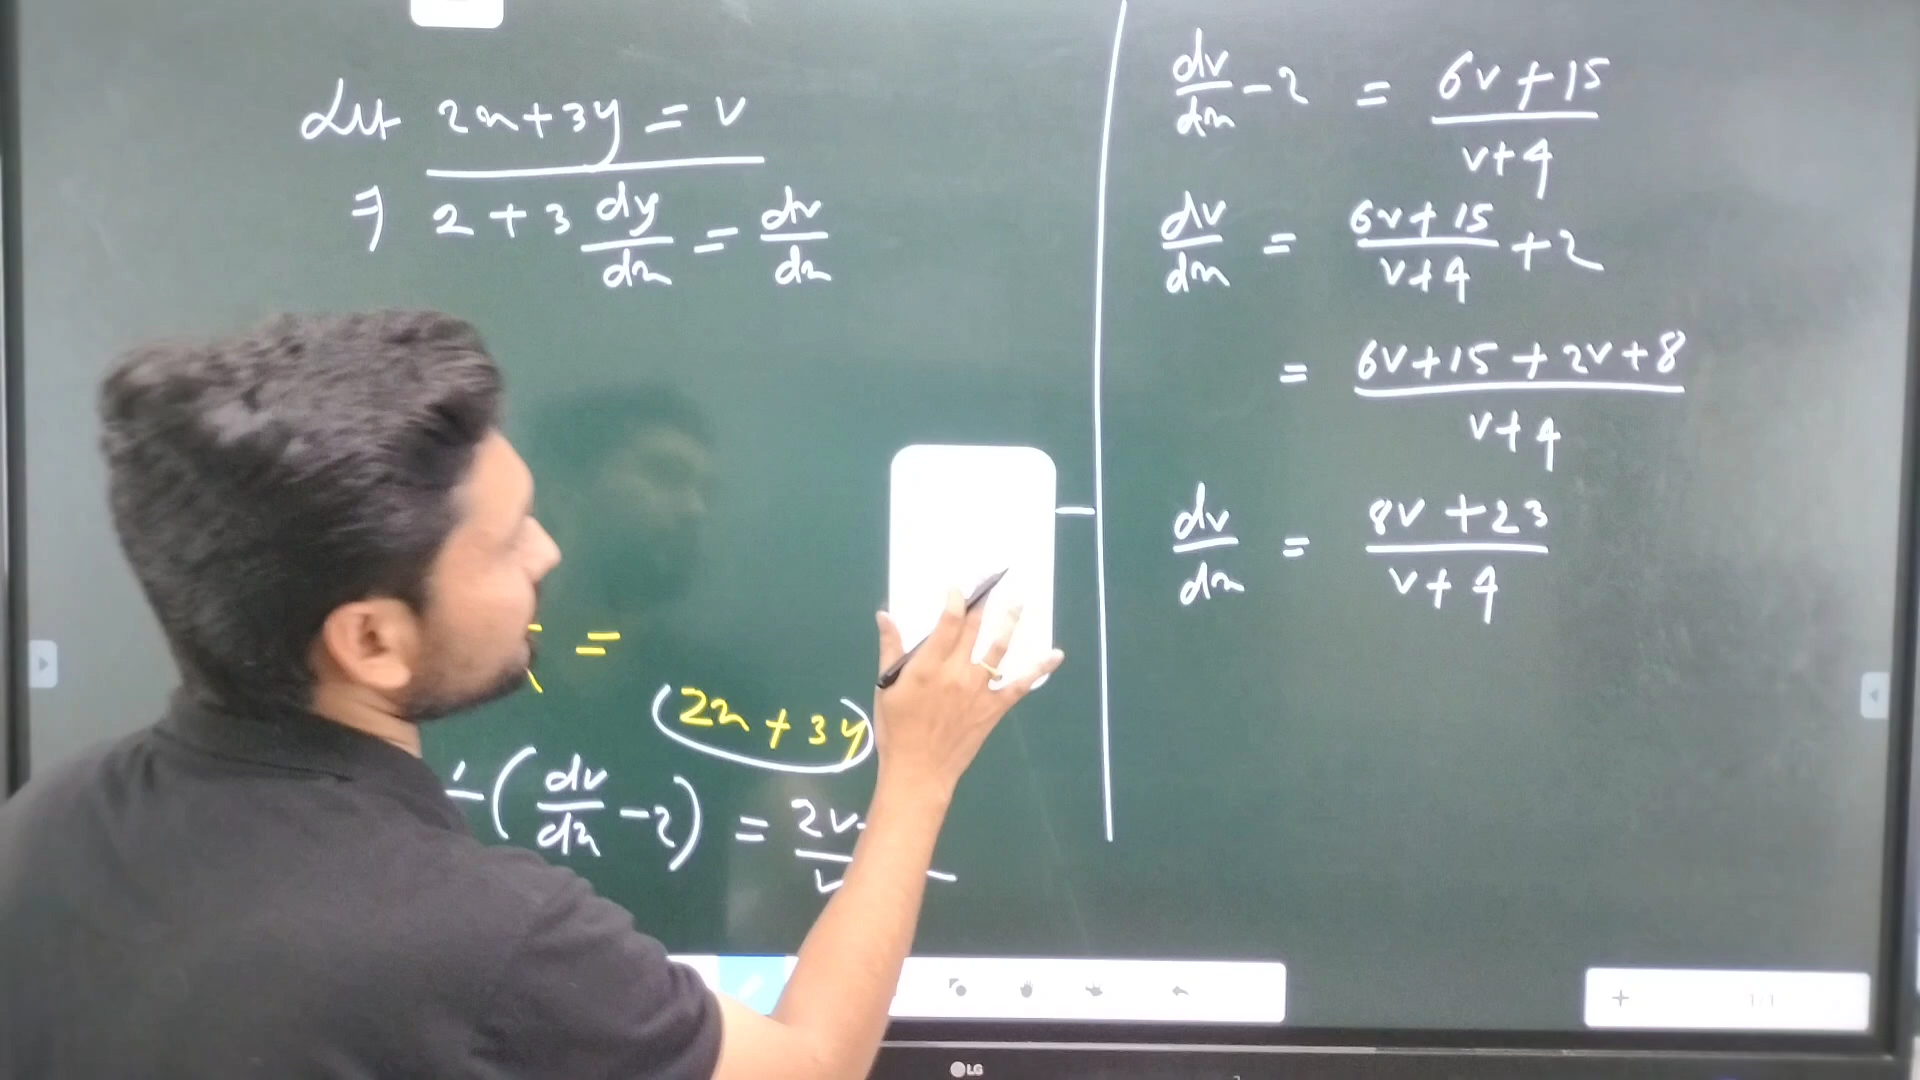 Let 2x+3y = v
⇒ 2 + 3 dy/dx = dv/dx
=
(2x + 3y)
(dv/dx - 2) = 2v
dv/dx - 2 = 6v+15/v+4
dv/dx = 6v+15/v+4 + 2
= 6v+15+2v+8/v+4
dv/dx = 8v+23/v+4
1/1
LG